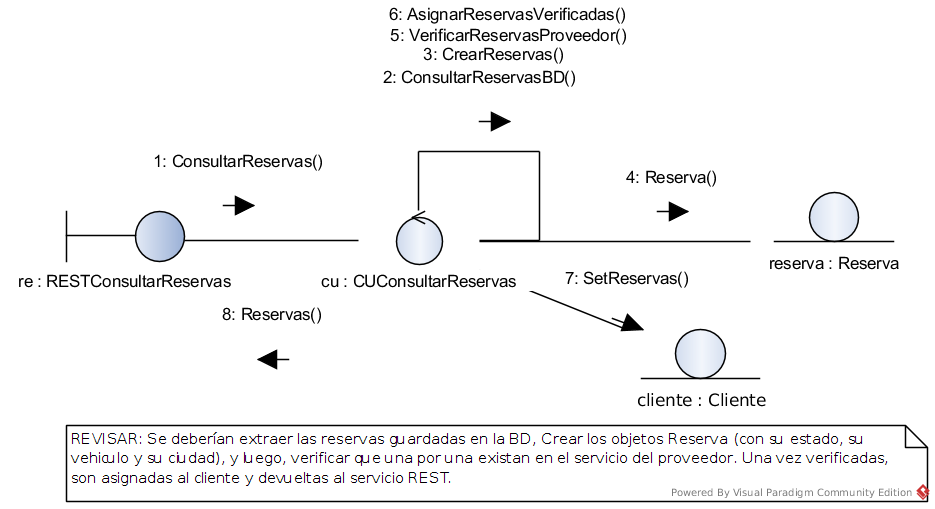 6: AsignarReservasVerificadas()
5: VerificarReservasProveedor()
3: CrearReservas()
2: ConsultarReservasBD()
1: ConsultarReservas()
4: Reserva()
re : RESTConsultarReservas
cu : CUConsultarReservas
reserva : Reserva
7: SetReservas()
8: Reservas()
cliente : Cliente
REVISAR: Se deberían extraer las reservas guardadas en la BD, Crear los objetos Reserva (con su estado, su
vehiculo y su ciudad), y luego, verificar que una por una existan en el servicio del proveedor. Una vez verificadas,
son asignadas al cliente y devueltas al servicio REST.
Powered By Visual Paradigm Community Edition